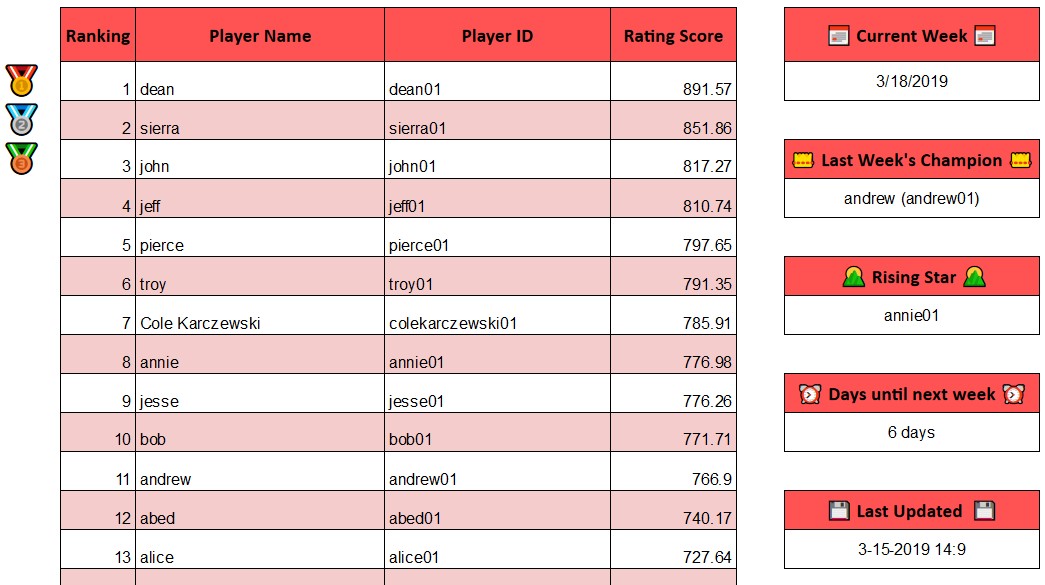 Ranking Player Name Player ID Rating Score
1 dean dean01 891.57
2 sierra sierra01 851.86
3 john john01 817.27
4 jeff jeff01 810.74
5 pierce pierce01 797.65
6 troy troy01 791.35
7 Cole Karczewski colekarczewski01 785.91
8 annie annie01 776.98
9 jesse jesse01 776.26
10 bob bob01 771.71
11 andrew andrew01 766.9
12 abed abed01 740.17
13 alice alice01 727.64
Current Week
3/18/2019
Last Week's Champion
andrew (andrew01)
Rising Star
annie01
Days until next week
6 days
Last Updated
3-15-2019 14:9
1
2
3